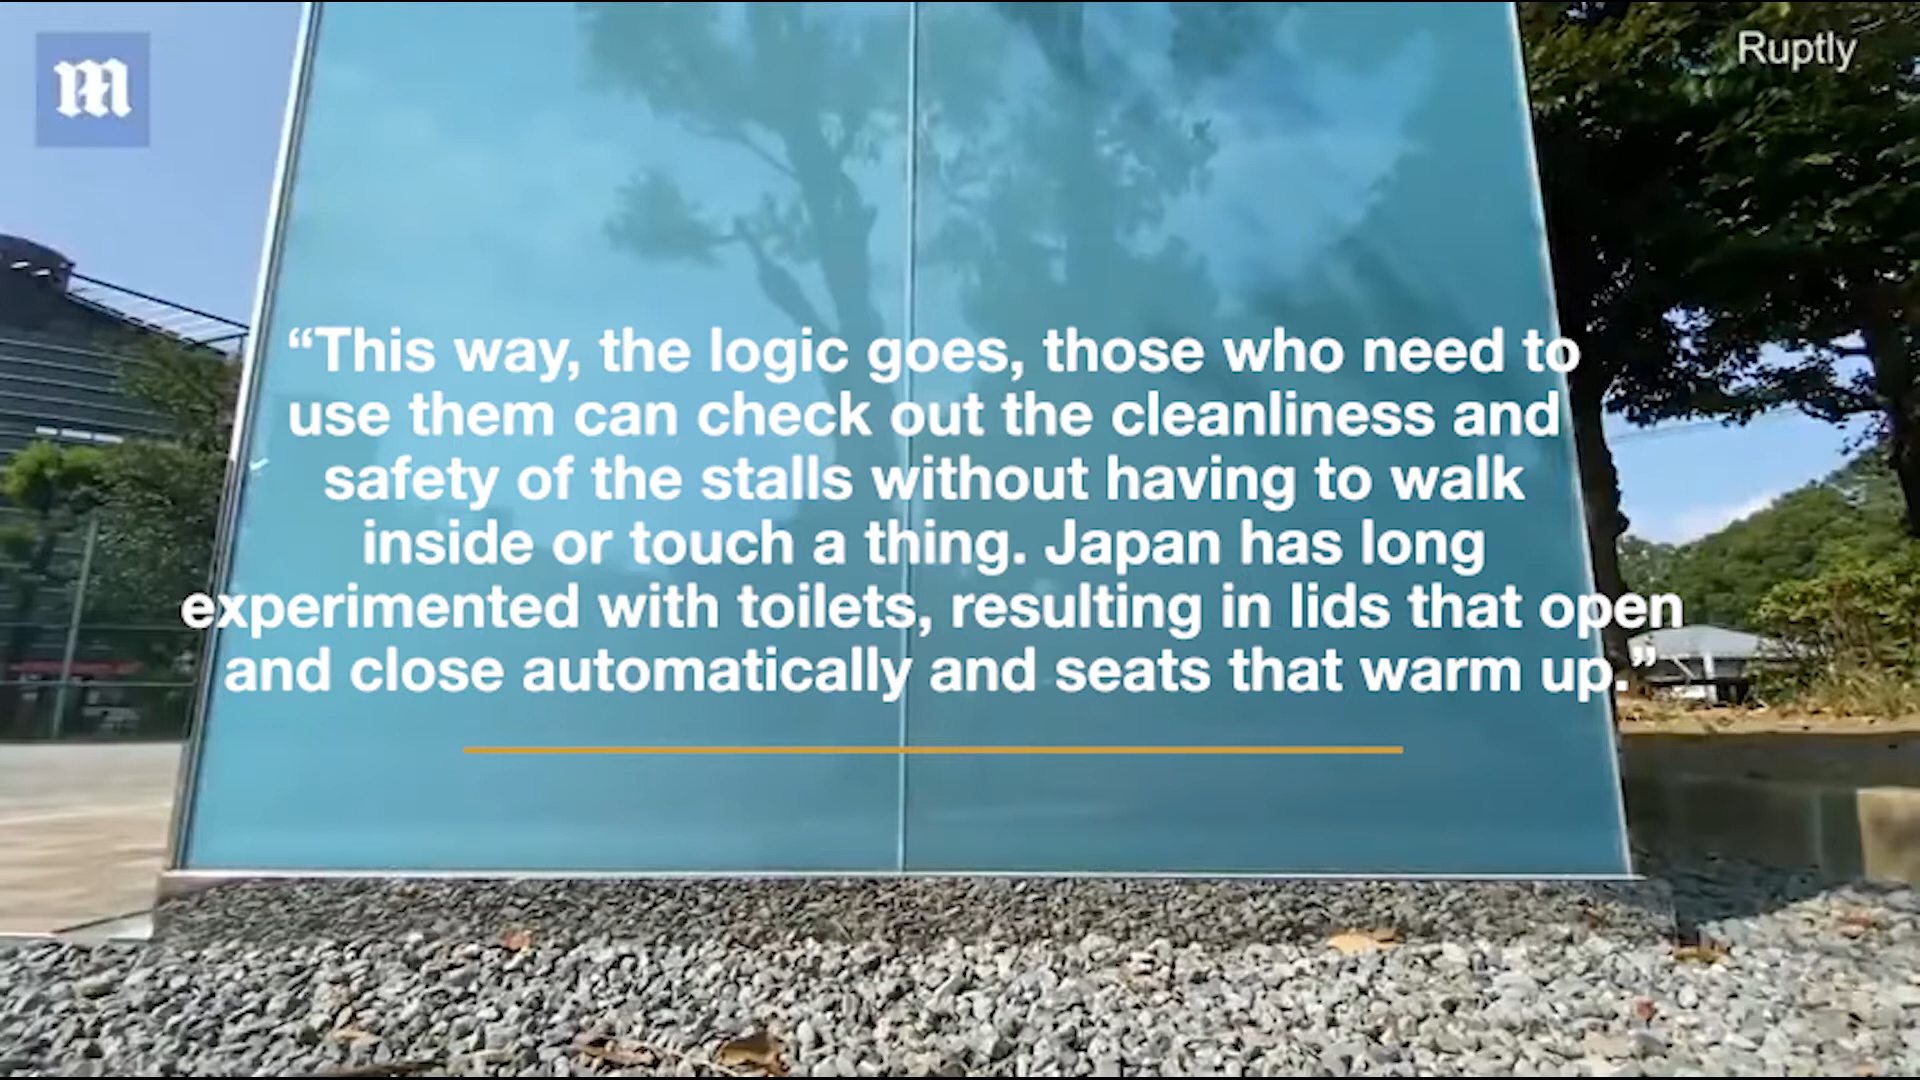 m
Ruptly
“This way, the logic goes, those who need to
use them can check out the cleanliness and
safety of the stalls without having to walk
inside or touch a thing. Japan has long
experimented with toilets, resulting in lids that open
and close automatically and seats that warm up.”